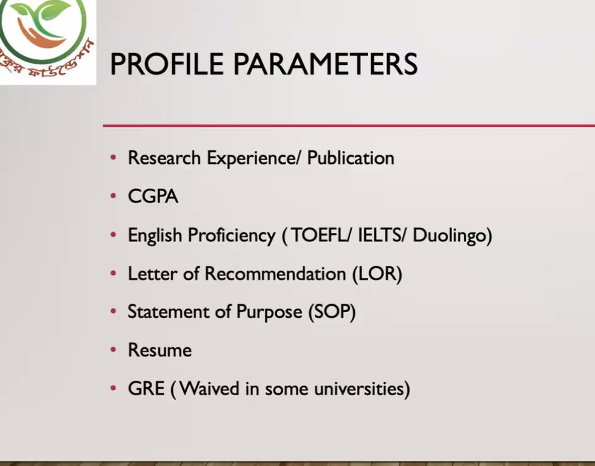 ফাউন্ডেশন
PROFILE PARAMETERS
• Research Experience/ Publication
• CGPA
• English Proficiency ( TOEFL/ IELTS/ Duolingo)
• Letter of Recommendation (LOR)
• Statement of Purpose (SOP)
• Resume
• GRE ( Waived in some universities)